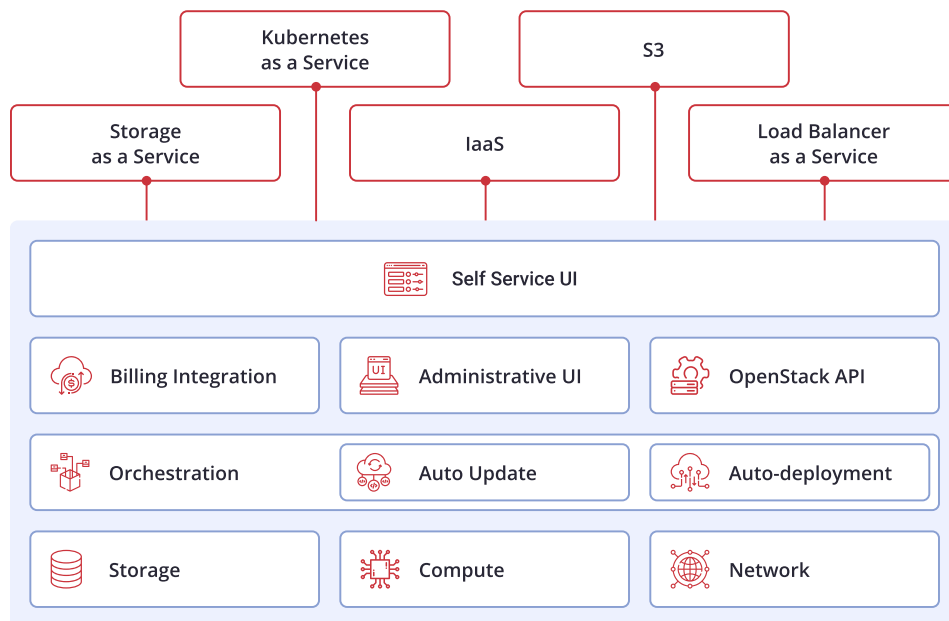 Kubernetes
as a Service
S3
Storage
as a Service
IaaS
Load Balancer
as a Service
Self Service UI
Billing Integration
UI
Administrative UI
OpenStack API
Orchestration
Auto Update
Auto-deployment
Storage
Compute
Network